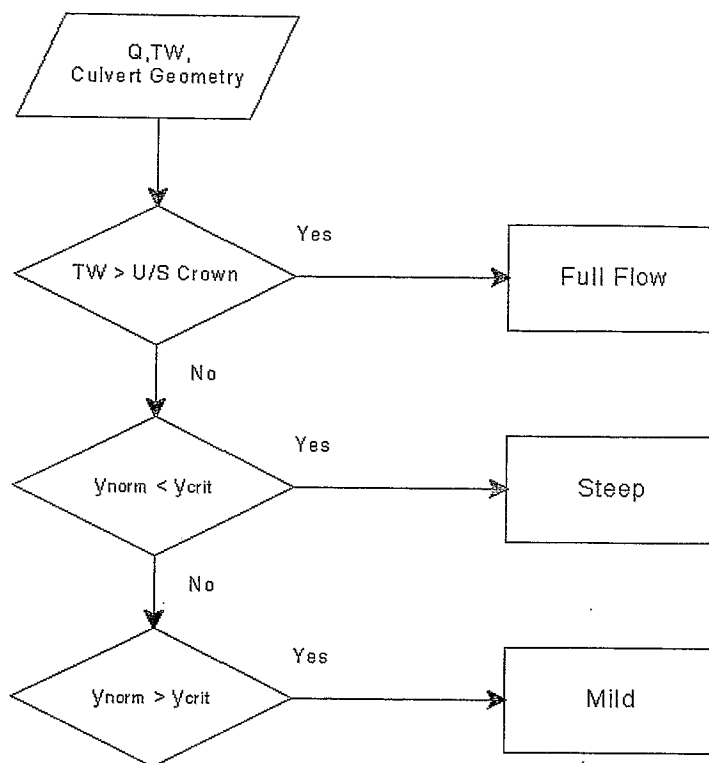 Q,TW,
Culvert Geometry
TW > U/S Crown
Yes
Full Flow
No
ynorm < ycrit
Yes
Steep
No
ynorm > ycrit
Yes
Mild